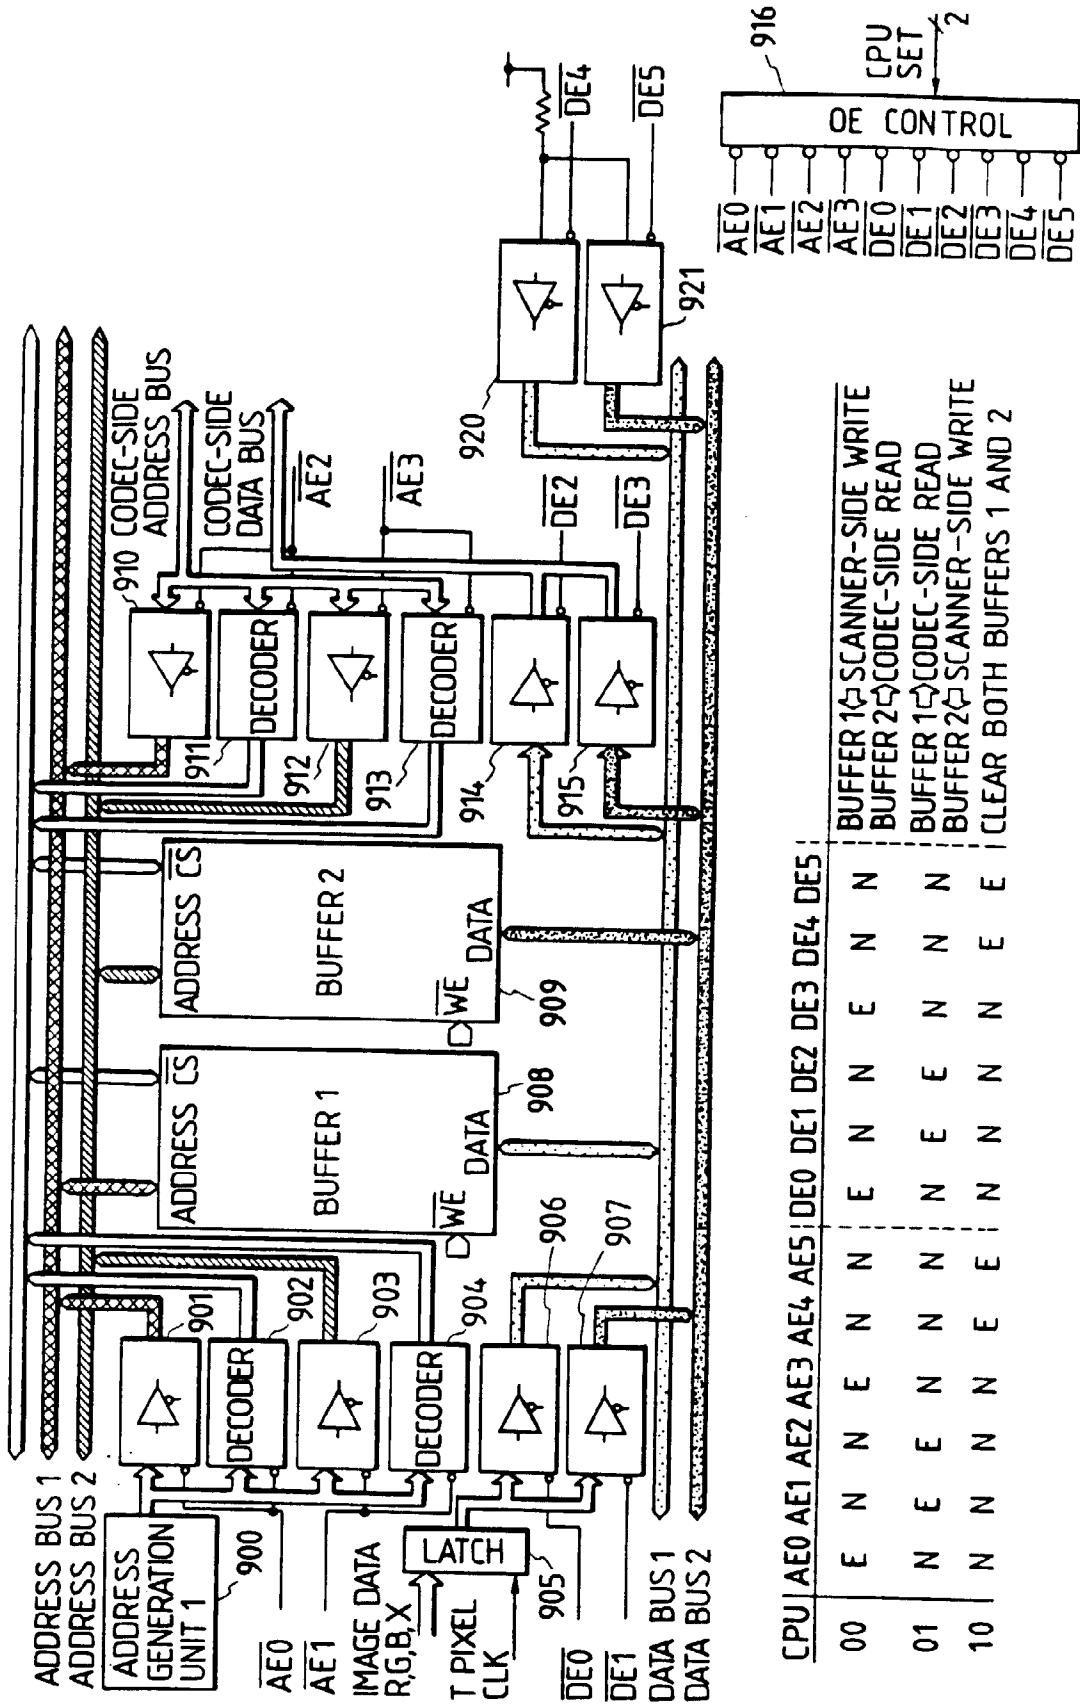 ADDRESS BUS 1
ADDRESS BUS 2
ADDRESS
GENERATION
UNIT 1
900
AE0
AE1
IMAGE DATA
R,G,B,X
T PIXEL
CLK
LATCH
905
DE0
DE1
DATA BUS 1
DATA BUS 2
901
DECODER
902
903
DECODER
904
906
907
ADDRESS CS
BUFFER 1
WE DATA
908
ADDRESS CS
BUFFER 2
WE DATA
909
910 CODEC-SIDE
ADDRESS BUS
CODEC-SIDE
DATA BUS
911
DECODER
AE2
912
913
DECODER
AE3
914
DE2
915
DE3
920
DE4
921
DE5
916
OE CONTROL
CPU
SET
2
AE0
AE1
AE2
AE3
DE0
DE1
DE2
DE3
DE4
DE5
CPU AE0 AE1 AE2 AE3 AE4 AE5 DE0 DE1 DE2 DE3 DE4 DE5
00 E N N E N N E N N E N N BUFFER 1⇦SCANNER-SIDE WRITE
BUFFER 2⇨CODEC-SIDE READ
01 N E E N N N N E E N N N BUFFER 1⇨CODEC-SIDE READ
BUFFER 2⇦SCANNER-SIDE WRITE
10 N N N N E E N N N N E E CLEAR BOTH BUFFERS 1 AND 2